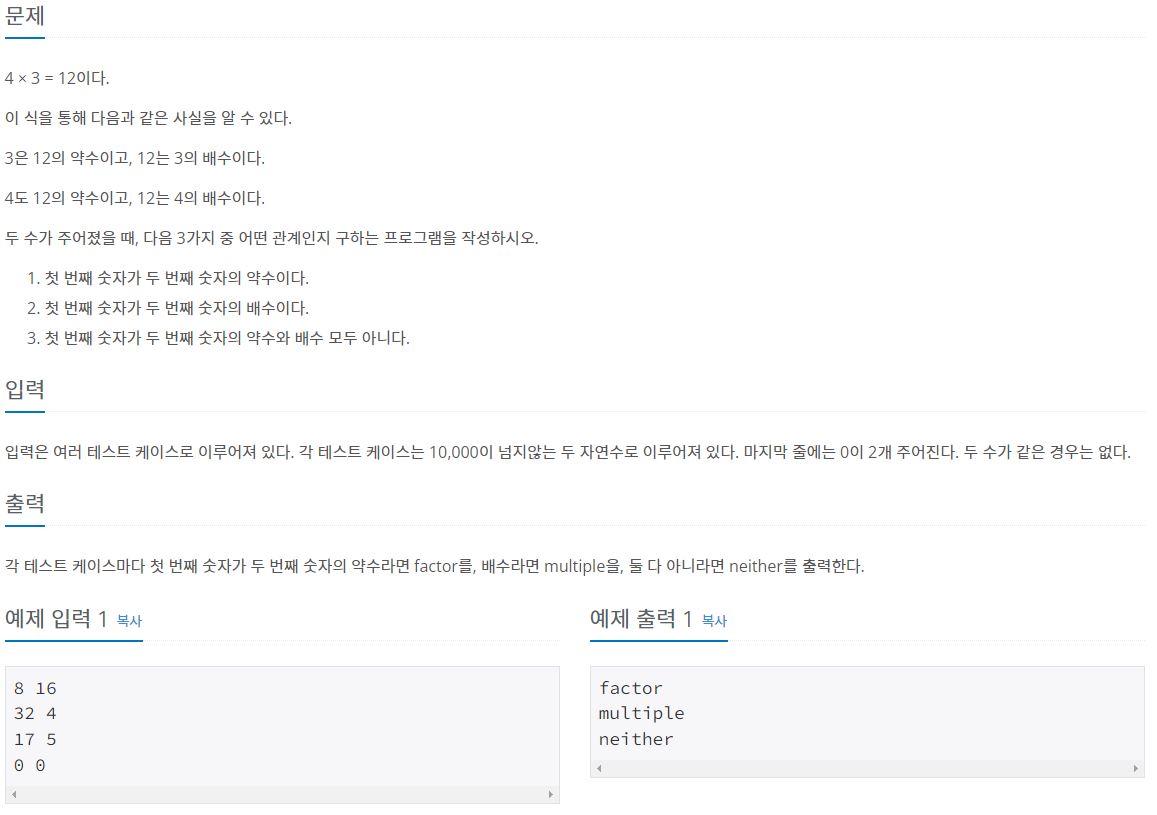 문제
4 × 3 = 12이다.
이 식을 통해 다음과 같은 사실을 알 수 있다.
3은 12의 약수이고, 12는 3의 배수이다.
4도 12의 약수이고, 12는 4의 배수이다.
두 수가 주어졌을 때, 다음 3가지 중 어떤 관계인지 구하는 프로그램을 작성하시오.
1. 첫 번째 숫자가 두 번째 숫자의 약수이다.
2. 첫 번째 숫자가 두 번째 숫자의 배수이다.
3. 첫 번째 숫자가 두 번째 숫자의 약수와 배수 모두 아니다.
입력
입력은 여러 테스트 케이스로 이루어져 있다. 각 테스트 케이스는 10,000이 넘지않는 두 자연수로 이루어져 있다. 마지막 줄에는 0이 2개 주어진다. 두 수가 같은 경우는 없다.
출력
각 테스트 케이스마다 첫 번째 숫자가 두 번째 숫자의 약수라면 factor를, 배수라면 multiple을, 둘 다 아니라면 neither를 출력한다.
예제 입력 1 복사
8 16
32 4
17 5
0 0
예제 출력 1 복사
factor
multiple
neither